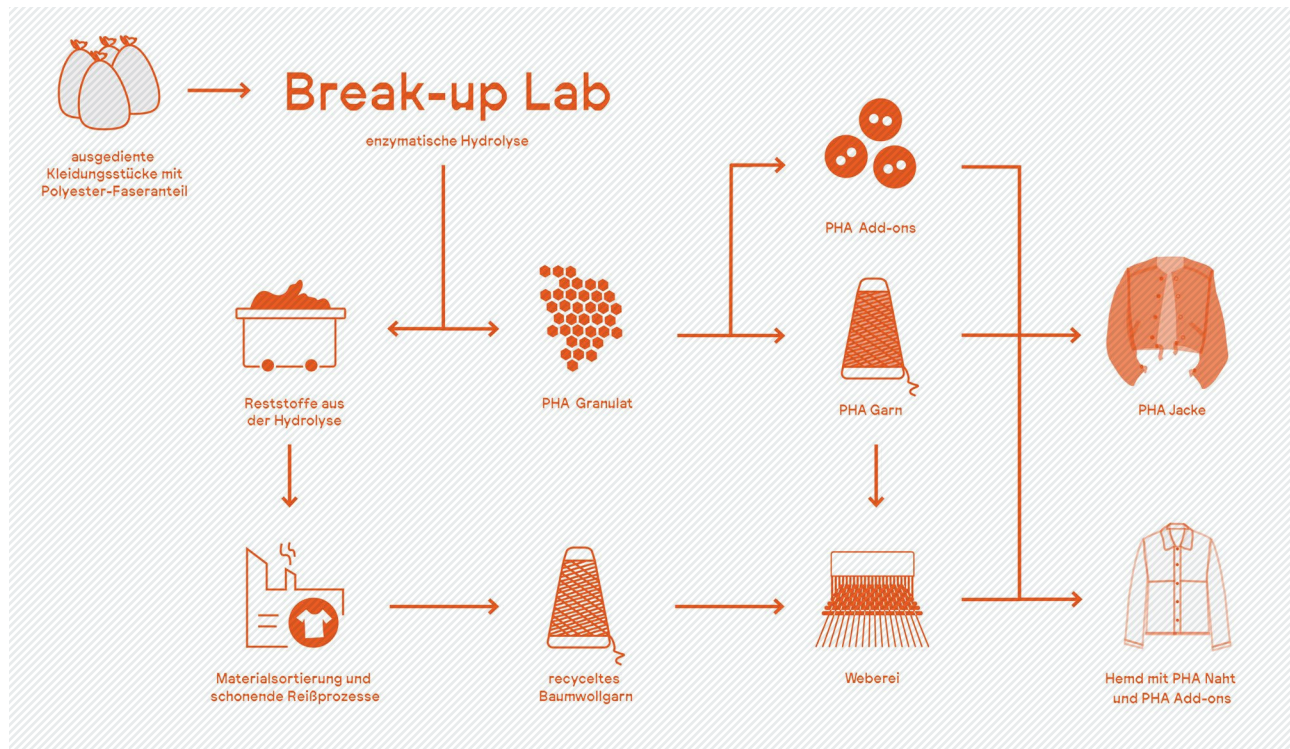 Break-up Lab
enzymatische Hydrolyse
ausgediente
Kleidungsstücke mit
Polyester-Faseranteil
PHA Add-ons
Reststoffe aus
der Hydrolyse
PHA Granulat
PHA Garn
PHA Jacke
Materialsortierung und
schonende Reißprozesse
recyceltes
Baumwollgarn
Weberei
Hemd mit PHA Naht
und PHA Add-ons